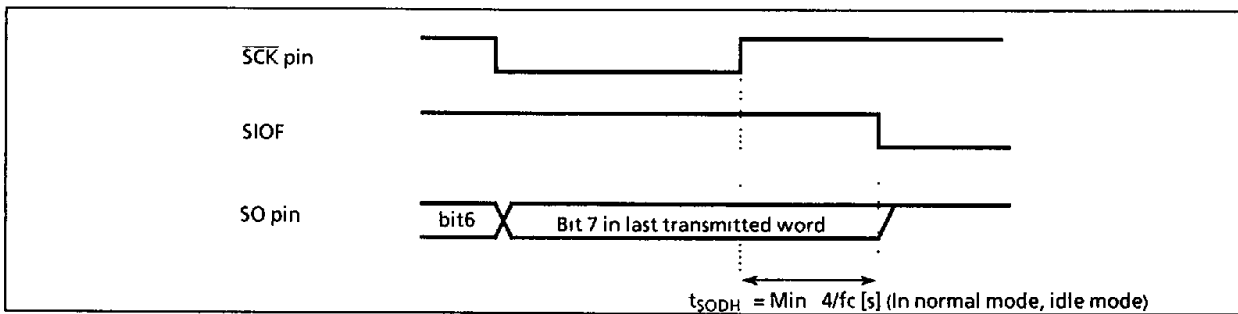 SCK pin
SIOF
SO pin
bit6
Bit 7 in last transmitted word
tSODH = Min 4/fc [s] (In normal mode, idle mode)